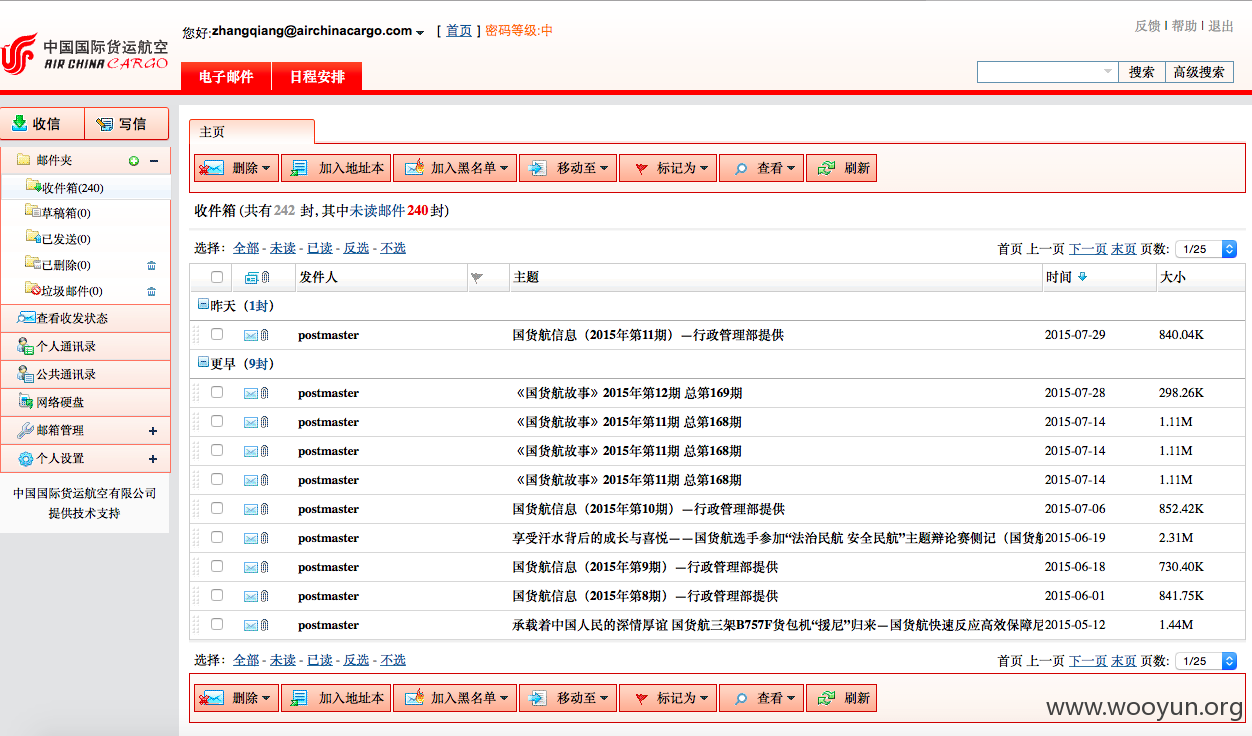 您好:zhangqiang@airchinacargo.com [ 首页 ] 密码等级:中
反馈 | 帮助 | 退出
中国国际货运航空
AIR CHINA CARGO
电子邮件 日程安排
搜索 高级搜索
收信 写信
邮件夹
收件箱(240)
草稿箱(0)
已发送(0)
已删除(0)
垃圾邮件(0)
查看收发状态
个人通讯录
公共通讯录
网络硬盘
邮箱管理
个人设置
中国国际货运航空有限公司
提供技术支持
主页
删除 加入地址本 加入黑名单 移动至 标记为 查看 刷新
收件箱 (共有242 封, 其中未读邮件 240 封)
选择: 全部 - 未读 - 已读 - 反选 - 不选
首页 上一页 下一页 末页 页数: 1/25
发件人 主题 时间 大小
昨天 (1封)
postmaster 国货航信息（2015年第11期）—行政管理部提供 2015-07-29 840.04K
更早 (9封)
postmaster 《国货航故事》2015年第12期 总第169期 2015-07-28 298.26K
postmaster 《国货航故事》2015年第11期 总第168期 2015-07-14 1.11M
postmaster 《国货航故事》2015年第11期 总第168期 2015-07-14 1.11M
postmaster 《国货航故事》2015年第11期 总第168期 2015-07-14 1.11M
postmaster 国货航信息（2015年第10期）—行政管理部提供 2015-07-06 852.42K
postmaster 享受汗水背后的成长与喜悦——国货航选手参加“法治民航 安全民航”主题辩论赛侧记（国货航 2015-06-19 2.31M
postmaster 国货航信息（2015年第9期）—行政管理部提供 2015-06-18 730.40K
postmaster 国货航信息（2015年第8期）—行政管理部提供 2015-06-01 841.75K
postmaster 承载着中国人民的深情厚谊 国货航三架B757F货包机“援尼”归来—国货航快速反应高效保障尼 2015-05-12 1.44M
选择: 全部 - 未读 - 已读 - 反选 - 不选
首页 上一页 下一页 末页 页数: 1/25
删除 加入地址本 加入黑名单 移动至 标记为 查看 刷新
www.wooyun.org